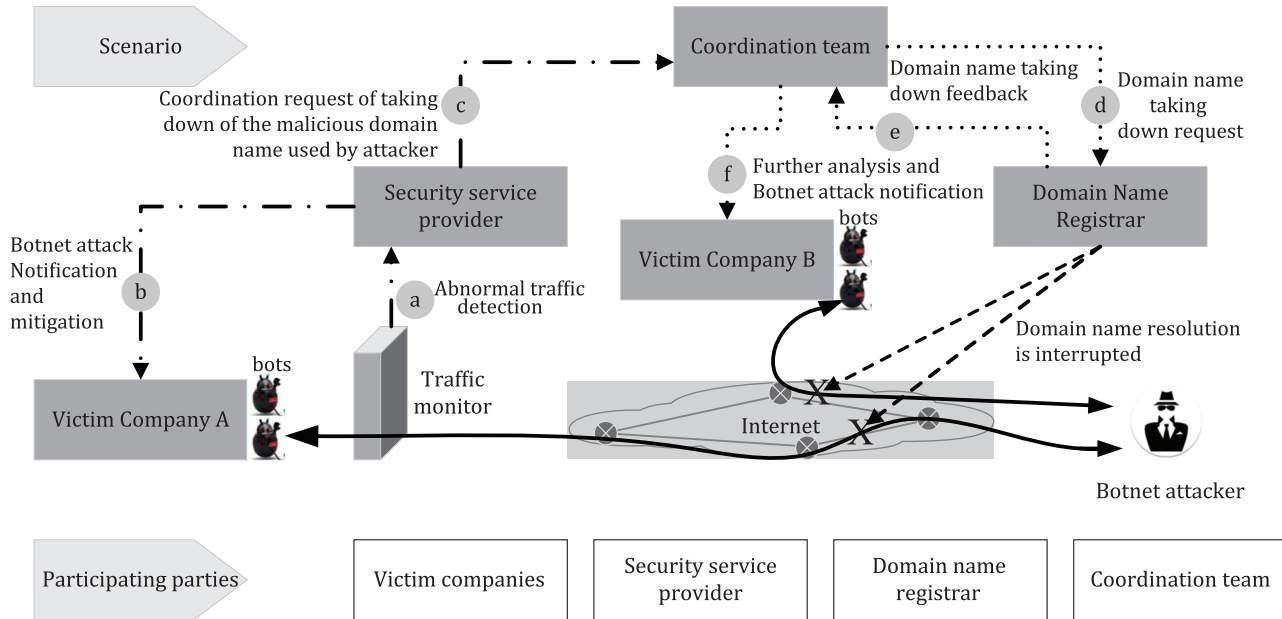 Scenario
Coordination team
Coordination request of taking
down of the malicious domain
name used by attacker
c
Domain name taking
down feedback
d
Domain name
taking
down request
e
Security service
provider
f
Further analysis and
Botnet attack notification
Domain Name
Registrar
Botnet attack
Notification
and
mitigation
b
a
Abnormal traffic
detection
Victim Company B
bots
Domain name resolution
is interrupted
Victim Company A
bots
Traffic
monitor
Internet
X
X
Botnet attacker
Participating parties
Victim companies
Security service
provider
Domain name
registrar
Coordination team